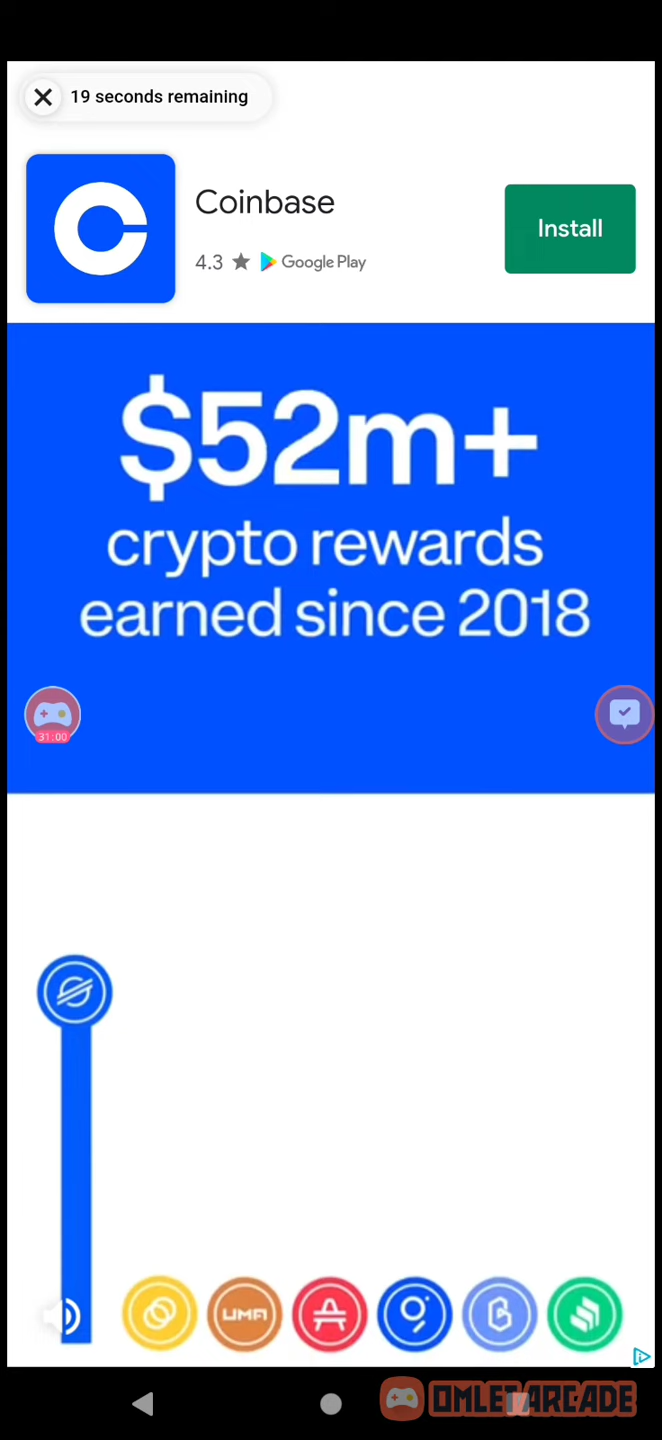 19 seconds remaining
Coinbase
Install
4.3 ★ Google Play
$52m+
crypto rewards
earned since 2018
31:00
UMA
OMLET ARCADE